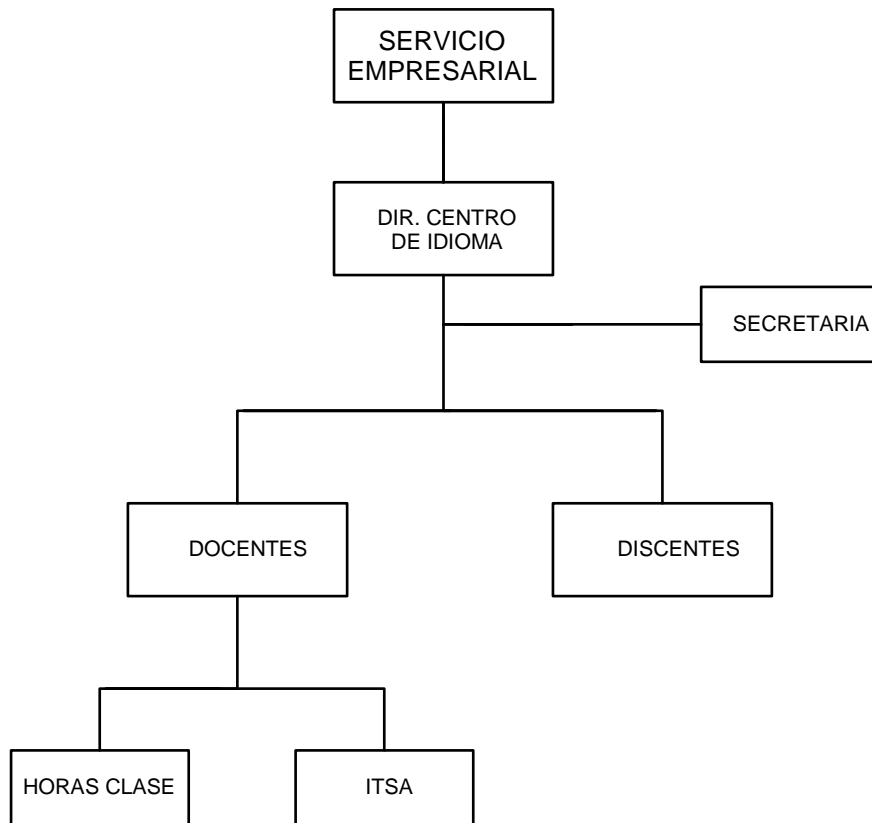 SERVICIO
EMPRESARIAL
DIR. CENTRO
DE IDIOMA
SECRETARIA
DOCENTES
DISCENTES
HORAS CLASE
ITSA